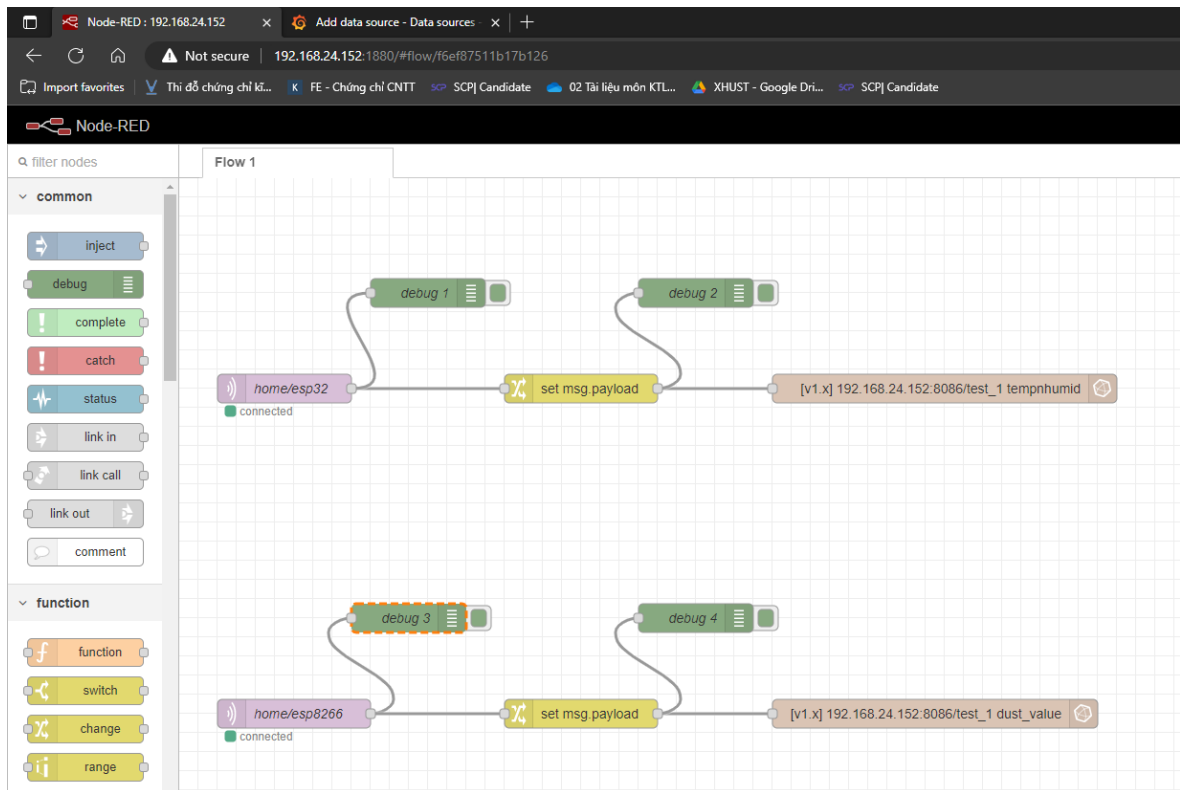 Node-RED : 192.168.24.152
Add data source - Data sources -
Not secure 192.168.24.152:1880/#flow/f6ef87511b17b126
Import favorites Thi đỗ chứng chỉ kĩ... FE - Chứng chỉ CNTT SCP| Candidate 02 Tài liệu môn KTL... XHUST - Google Dri... SCP| Candidate
Node-RED
filter nodes
Flow 1
common
inject
debug
complete
catch
status
link in
link call
link out
comment
function
function
switch
change
range
debug 1
debug 2
home/esp32
set msg.payload
[v1.x] 192.168.24.152:8086/test_1 tempnhumid
connected
debug 3
debug 4
home/esp8266
set msg.payload
[v1.x] 192.168.24.152:8086/test_1 dust_value
connected